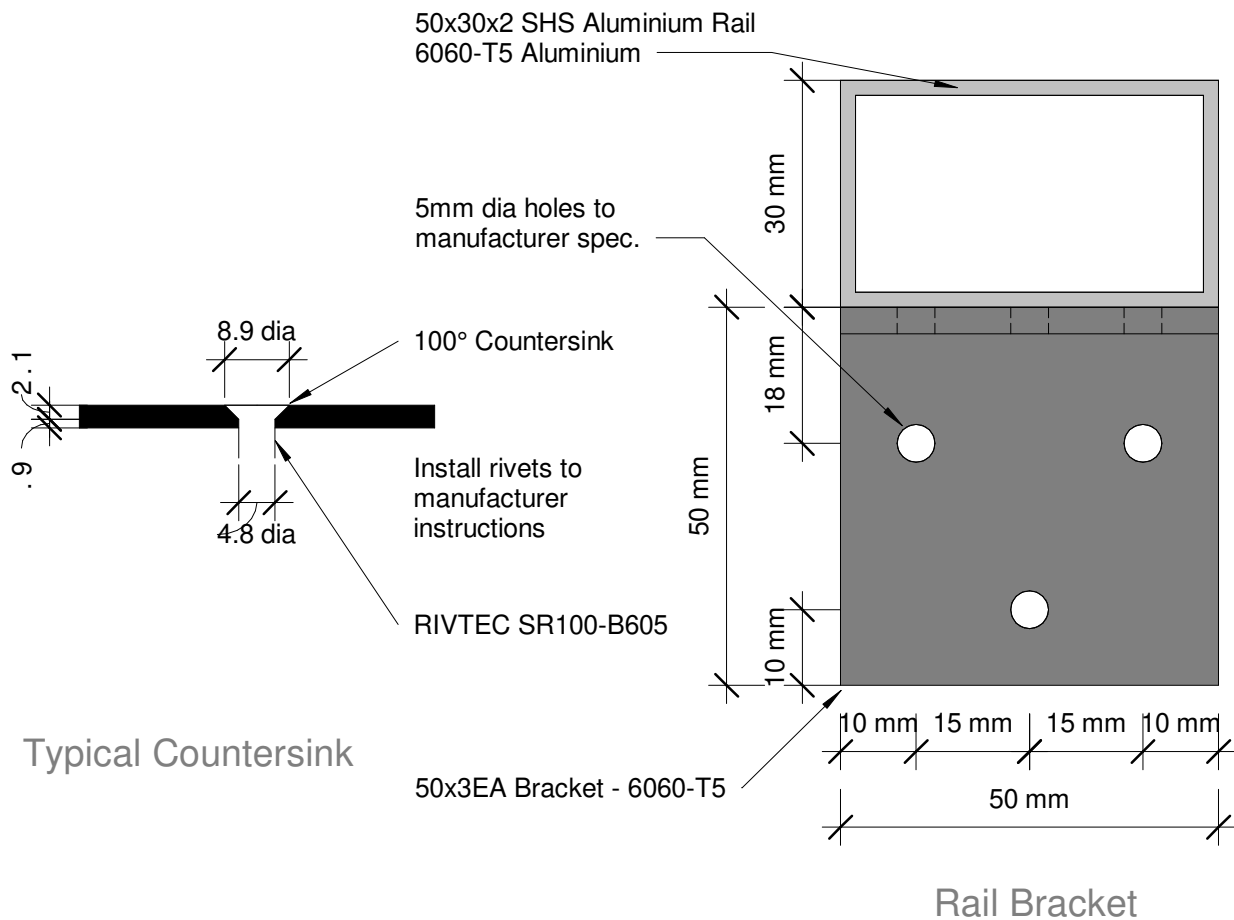 50x30x2 SHS Aluminium Rail
6060-T5 Aluminium
30 mm
5mm dia holes to
manufacturer spec.
8.9 dia
100° Countersink
2.1
.9
18 mm
Install rivets to
manufacturer
instructions
4.8 dia
50 mm
RIVTEC SR100-B605
10 mm
10 mm
15 mm
15 mm
10 mm
Typical Countersink
50x3EA Bracket - 6060-T5
50 mm
Rail Bracket